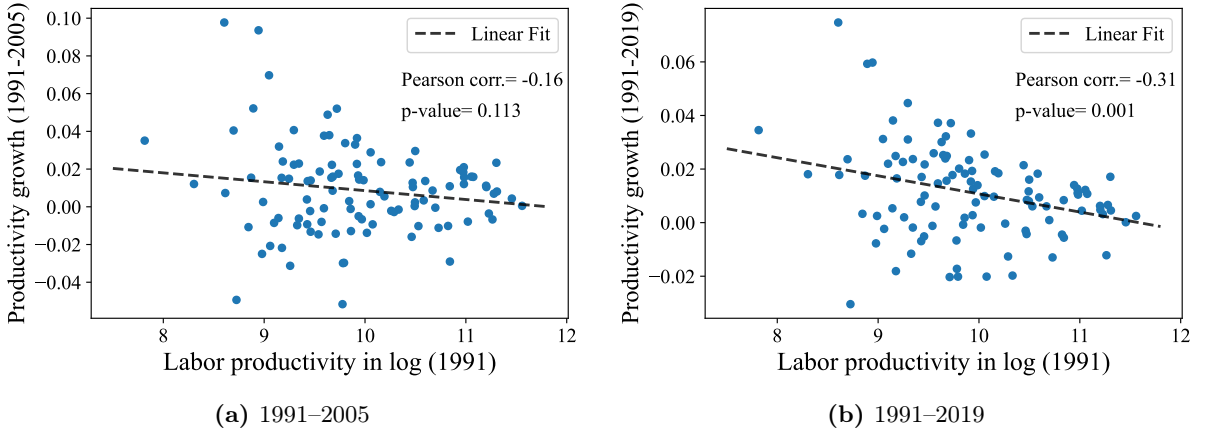 Productivity growth (1991-2005)
0.10
0.08
0.06
0.04
0.02
0.00
−0.02
−0.04
Linear Fit
Pearson corr.= -0.16
p-value= 0.113
8 9 10 11 12
Labor productivity in log (1991)
(a) 1991–2005
Productivity growth (1991-2019)
0.06
0.04
0.02
0.00
−0.02
Linear Fit
Pearson corr.= -0.31
p-value= 0.001
8 9 10 11 12
Labor productivity in log (1991)
(b) 1991–2019